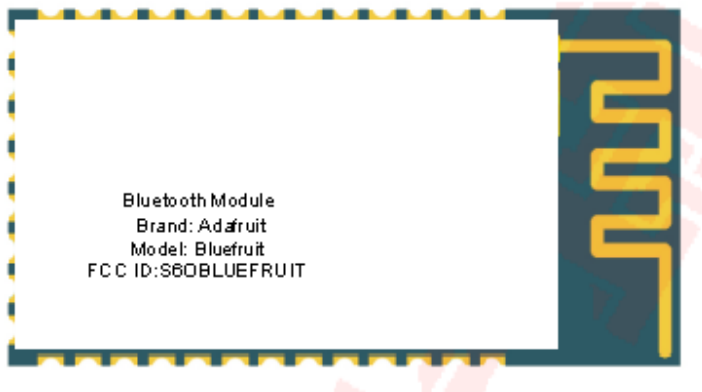 Bluetooth Module
Brand: Adafruit
Model: Bluefruit
FCC ID:S6OBLUEFRUIT